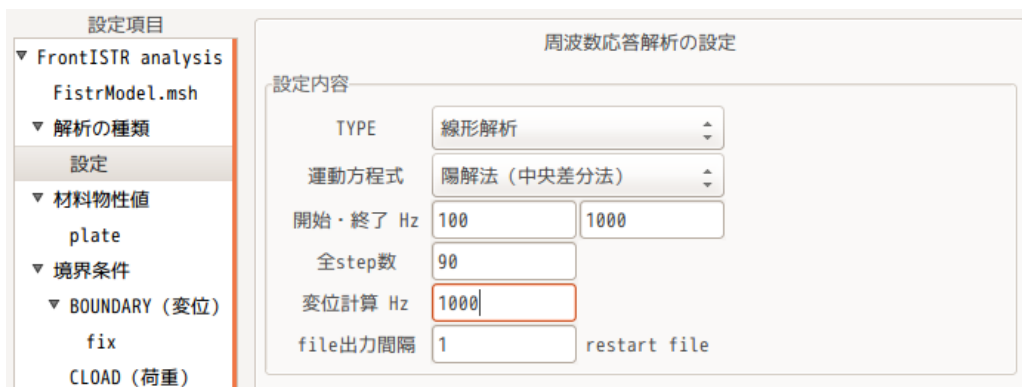 設定項目
▼ FrontISTR analysis
FistrModel.msh
▼ 解析の種類
設定
▼ 材料物性値
plate
▼ 境界条件
▼ BOUNDARY (変位)
fix
CLOAD (荷重)
周波数応答解析の設定
設定内容
TYPE 線形解析
運動方程式 陽解法 (中央差分法)
開始・終了 Hz 100 1000
全step数 90
変位計算 Hz 1000
file出力間隔 1 restart file